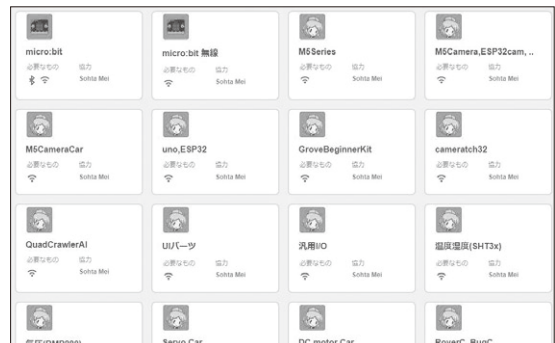 micro:bit
必要なもの 協力
Sohta Mei
micro:bit 無線
必要なもの 協力
Sohta Mei
M5Series
必要なもの 協力
Sohta Mei
M5Camera,ESP32cam, ..
必要なもの 協力
Sohta Mei
M5CameraCar
必要なもの 協力
Sohta Mei
uno,ESP32
必要なもの 協力
Sohta Mei
GroveBeginnerKit
必要なもの 協力
Sohta Mei
cameratch32
必要なもの 協力
Sohta Mei
QuadCrawlerAI
必要なもの 協力
Sohta Mei
UIパーツ
必要なもの 協力
Sohta Mei
汎用I/O
必要なもの 協力
Sohta Mei
温度湿度(SHT3x)
必要なもの 協力
Sohta Mei
Servo Car
DC motor Car
RoverC, BugC